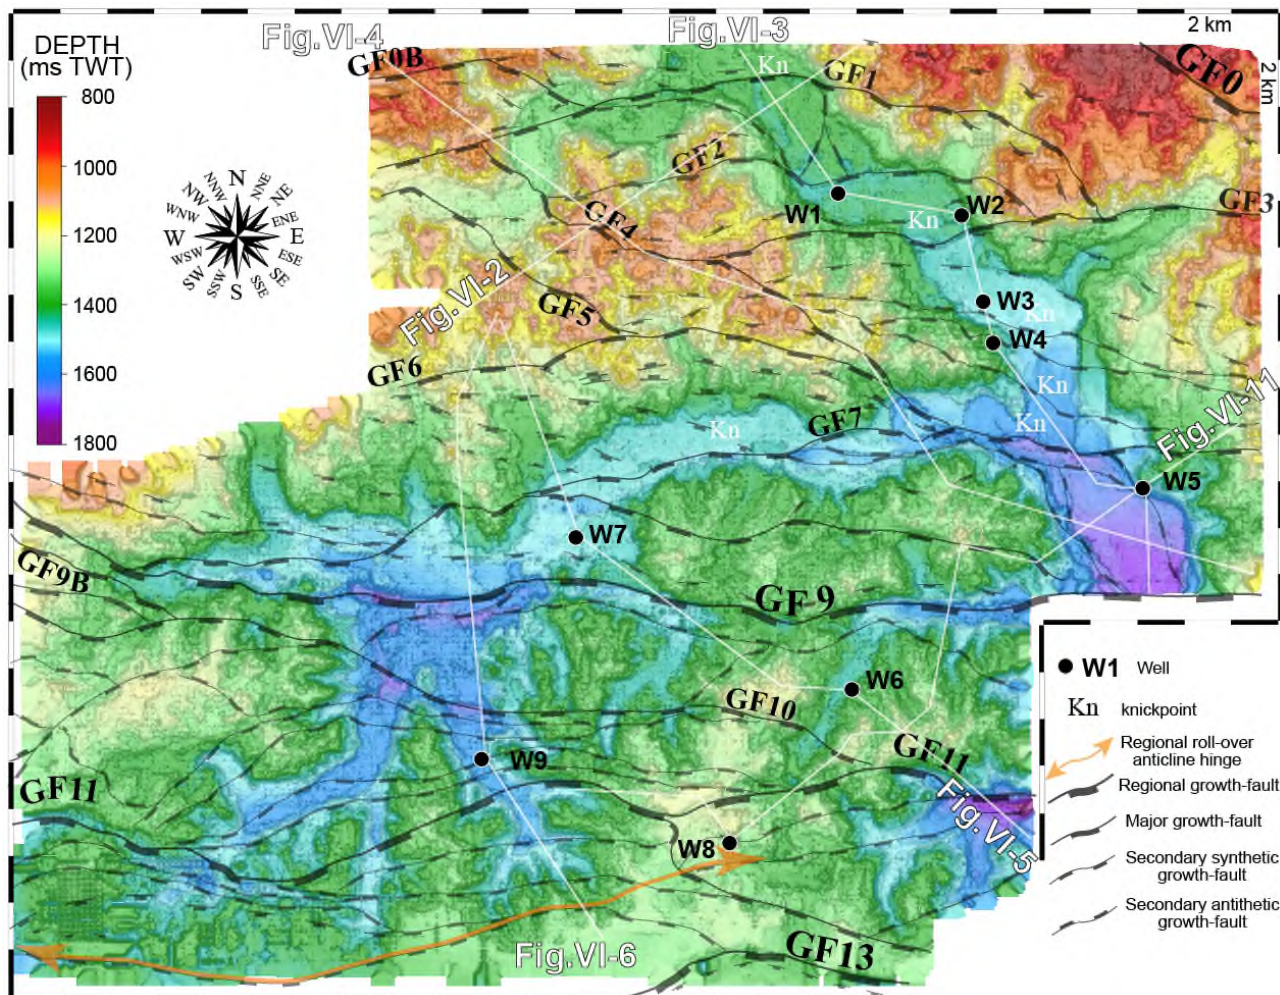 Fig.VI-4
Fig.VI-3
2 km
2 km
DEPTH
(ms TWT)
800
1000
1200
1400
1600
1800
N
NNE
NE
ENE
E
ESE
SE
SSE
S
SSW
SW
WSW
W
WNW
NW
NNW
GF0B
Kn
GF1
GF0
GF2
GF3
W1
Kn
W2
GF4
Fig.VI-2
GF5
W3
Kn
W4
GF6
Kn
Kn
GF7
Kn
Fig.VI-11
W5
W7
GF9B
GF 9
W6
GF10
GF11
W9
GF11
Fig.VI-5
W8
Fig.VI-6
GF13
W1 Well
Kn knickpoint
Regional roll-over
anticline hinge
Regional growth-fault
Major growth-fault
Secondary synthetic
growth-fault
Secondary antithetic
growth-fault